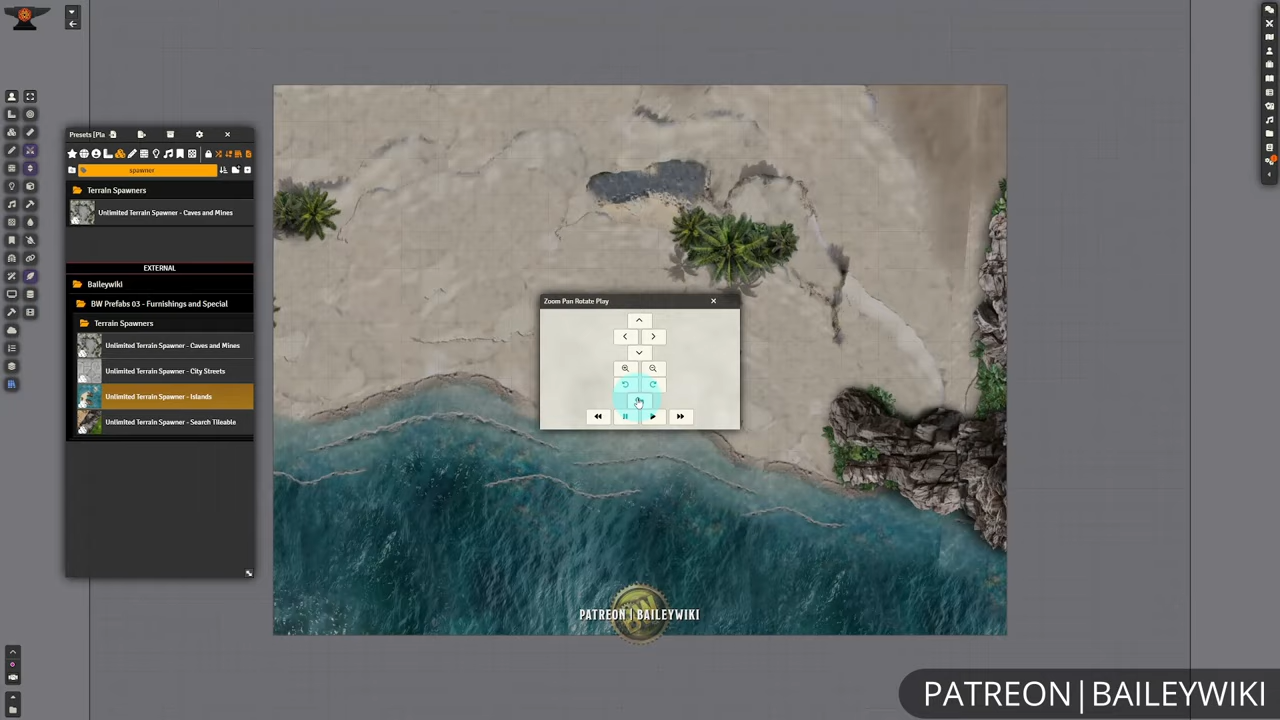 Presets [Pla
spawner
Terrain Spawners
Unlimited Terrain Spawner - Caves and Mines
EXTERNAL
Baileywiki
BW Prefabs 03 - Furnishings and Special
Terrain Spawners
Unlimited Terrain Spawner - Caves and Mines
Unlimited Terrain Spawner - City Streets
Unlimited Terrain Spawner - Islands
Unlimited Terrain Spawner - Search Tileable
Zoom Pan Rotate Play
PATREON | BAILEYWIKI
PATREON|BAILEYWIKI